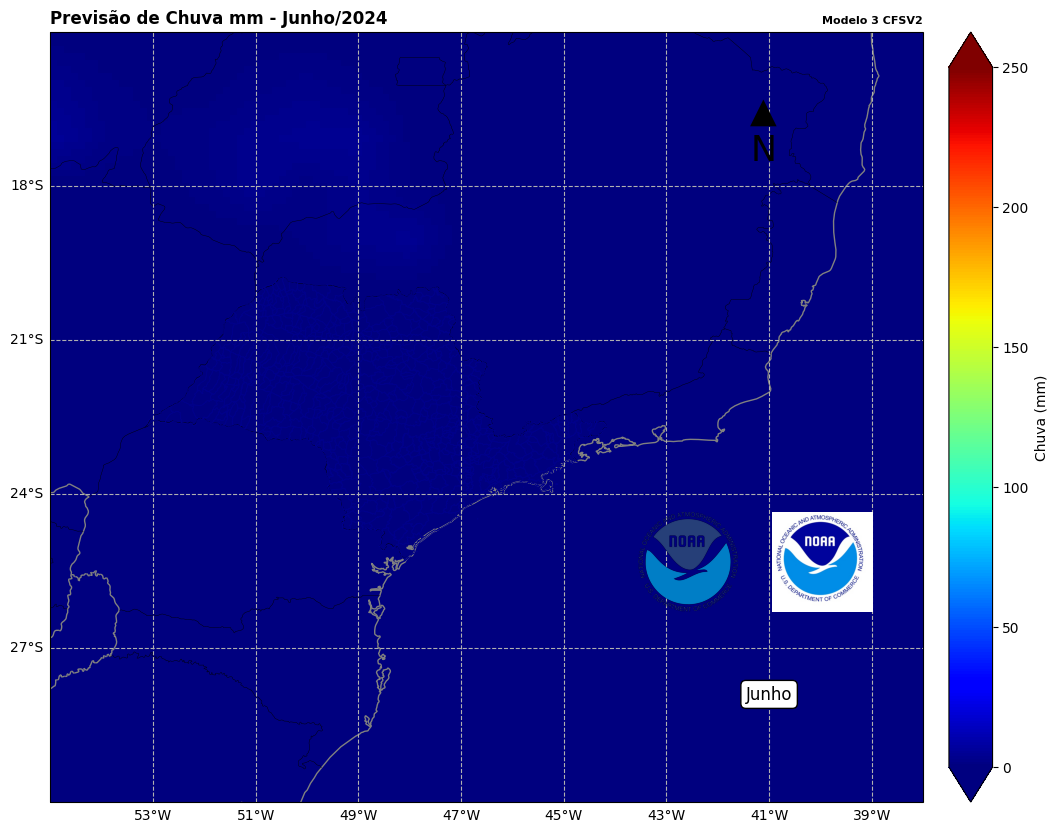 Previsão de Chuva mm - Junho/2024
Modelo 3 CFSV2
N
18°S
21°S
24°S
27°S
53°W
51°W
49°W
47°W
45°W
43°W
41°W
39°W
250
200
150
100
50
0
Chuva (mm)
NOAA
NATIONAL OCEANIC AND ATMOSPHERIC ADMINISTRATION
NOAA
U.S. DEPARTMENT OF COMMERCE
Junho